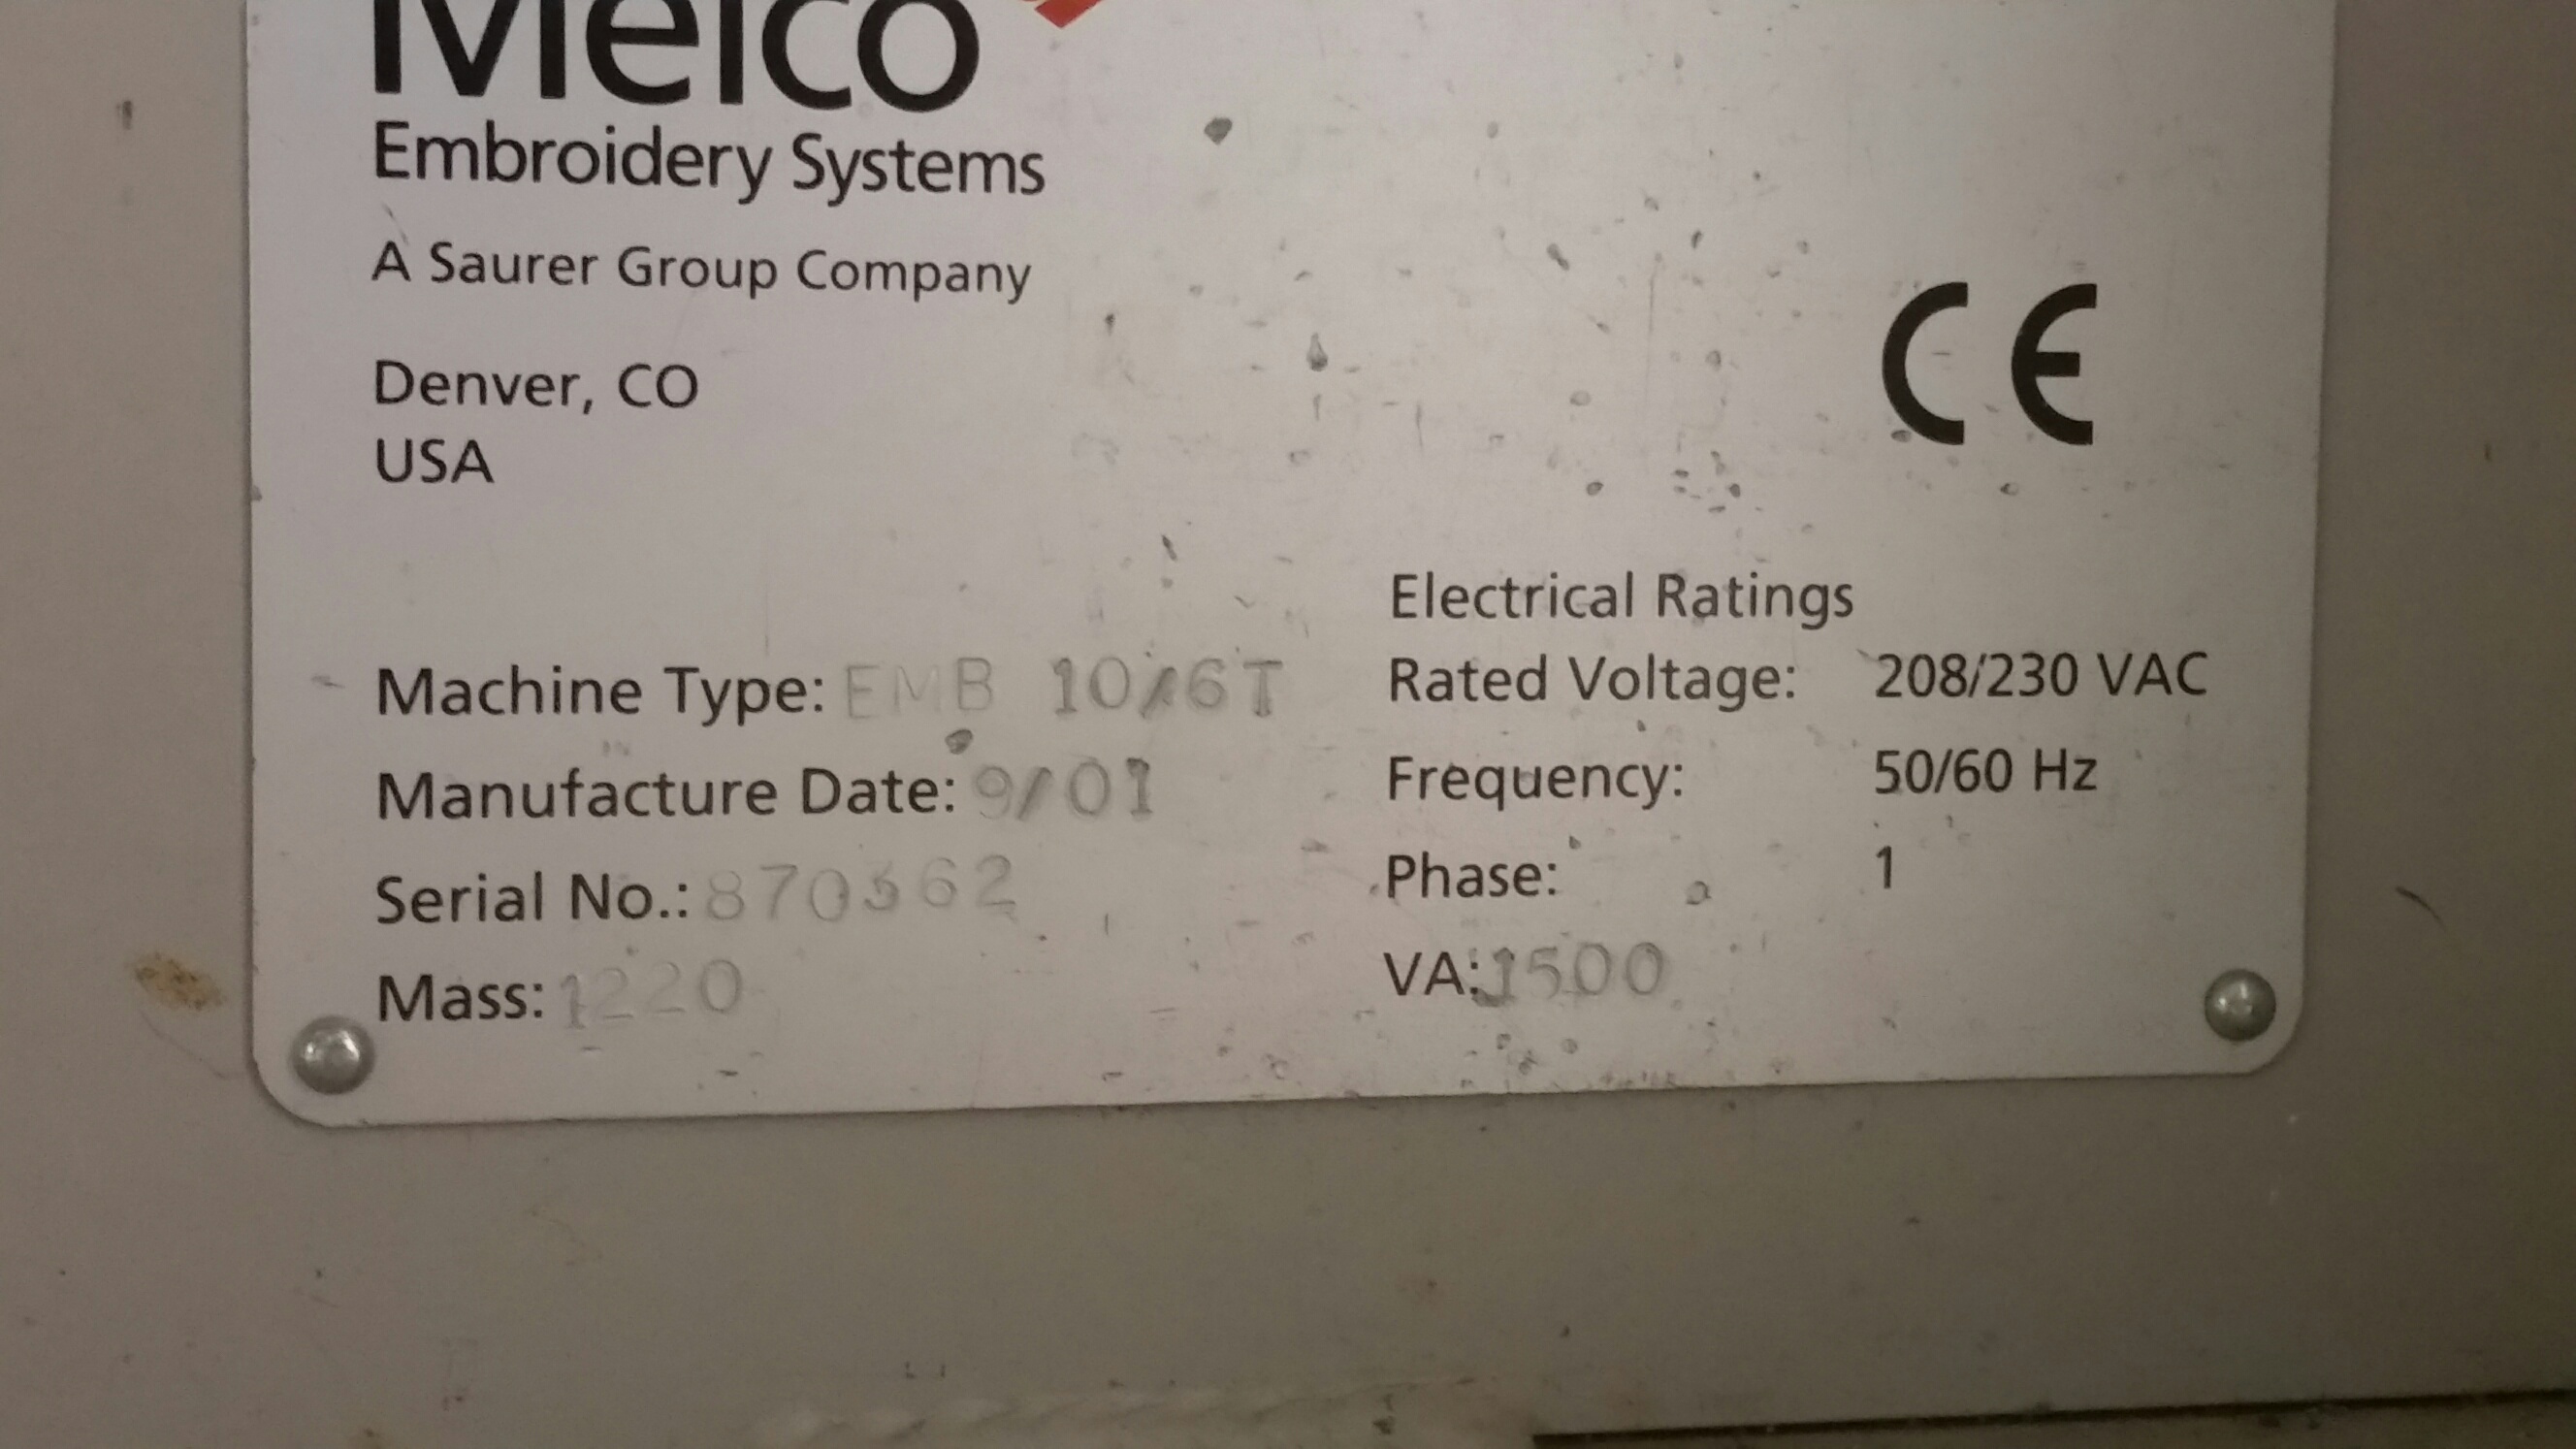 Melco
Embroidery Systems
A Saurer Group Company
Denver, CO
USA
CE
Machine Type: EMB 10/6T
Manufacture Date: 9/01
Serial No.: 870362
Mass: 1220
Electrical Ratings
Rated Voltage: 208/230 VAC
Frequency: 50/60 Hz
Phase: 1
VA: 1500